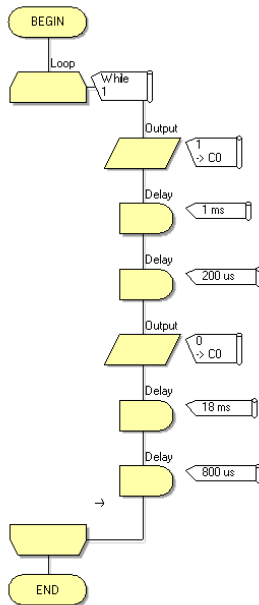 BEGIN
Loop
While
1
Output
1
-> C0
Delay
1 ms
Delay
200 us
Output
0
-> C0
Delay
18 ms
Delay
800 us
END